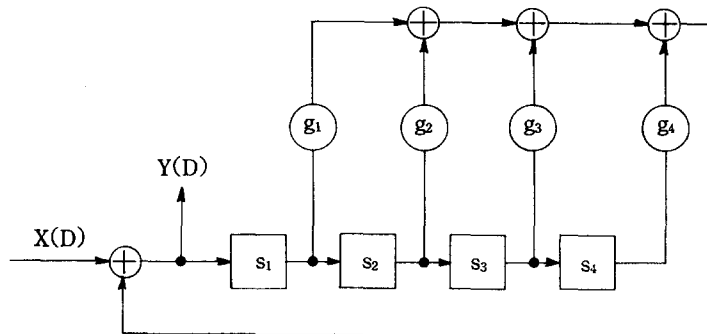 g₁ g₂ g₃ g₄
Y(D)
X(D)
s₁ s₂ s₃ s₄